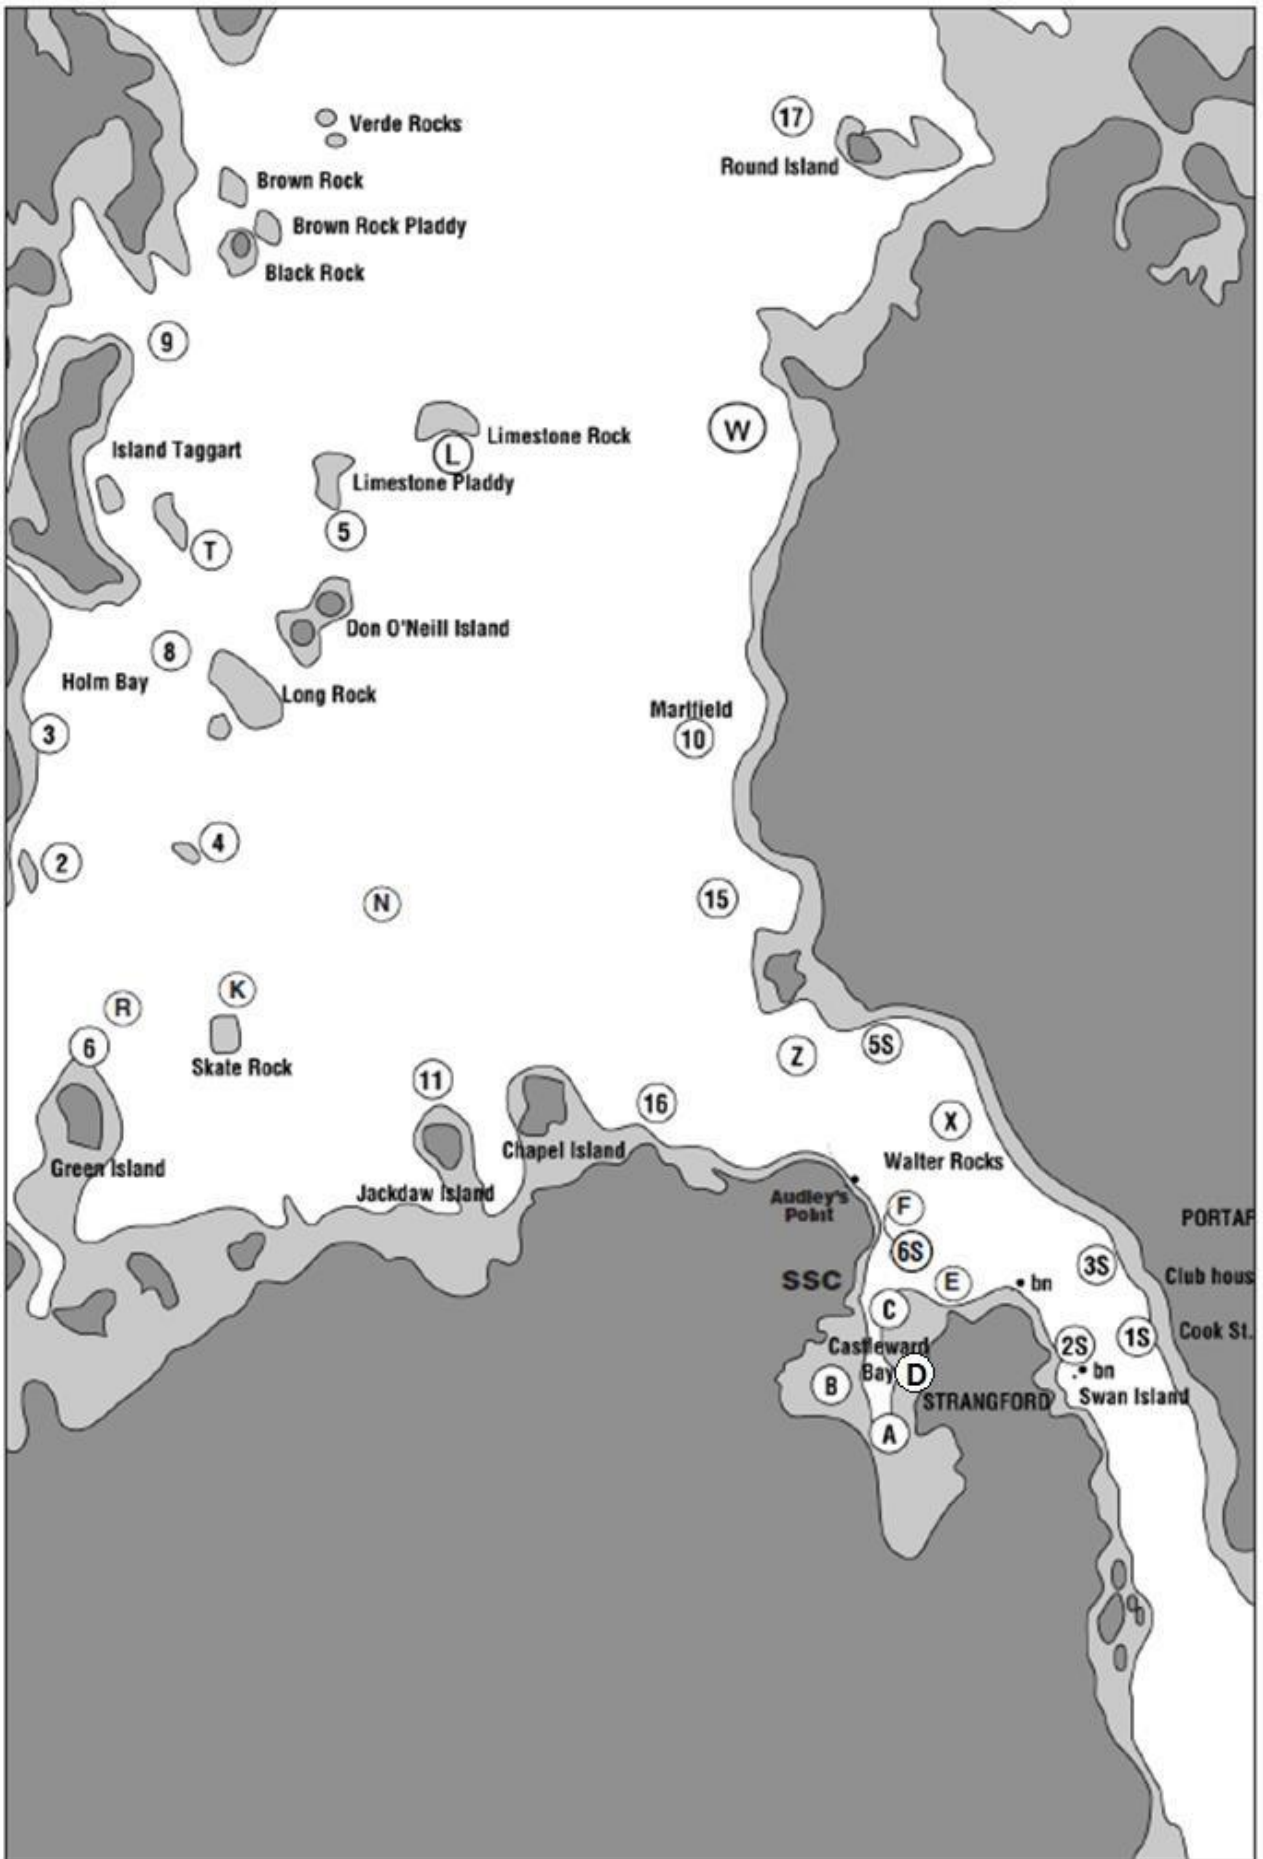 Verde Rocks
17
Round Island
Brown Rock
Brown Rock Pladdy
Black Rock
9
W
Island Taggart
Limestone Rock
L
Limestone Pladdy
5
T
Don O'Neill Island
8
Holm Bay
Long Rock
Marlfield
10
3
4
2
15
N
K
R
6
Skate Rock
5S
Z
11
16
X
Chapel Island
Walter Rocks
Green Island
Jackdaw Island
Audley's
Point
F
PORTAF
6S
3S
SSC
E
bn
Club hous
C
1S
Cook St.
2S
Castleward
Bay
D
bn
B
STRANGFORD
Swan Island
A